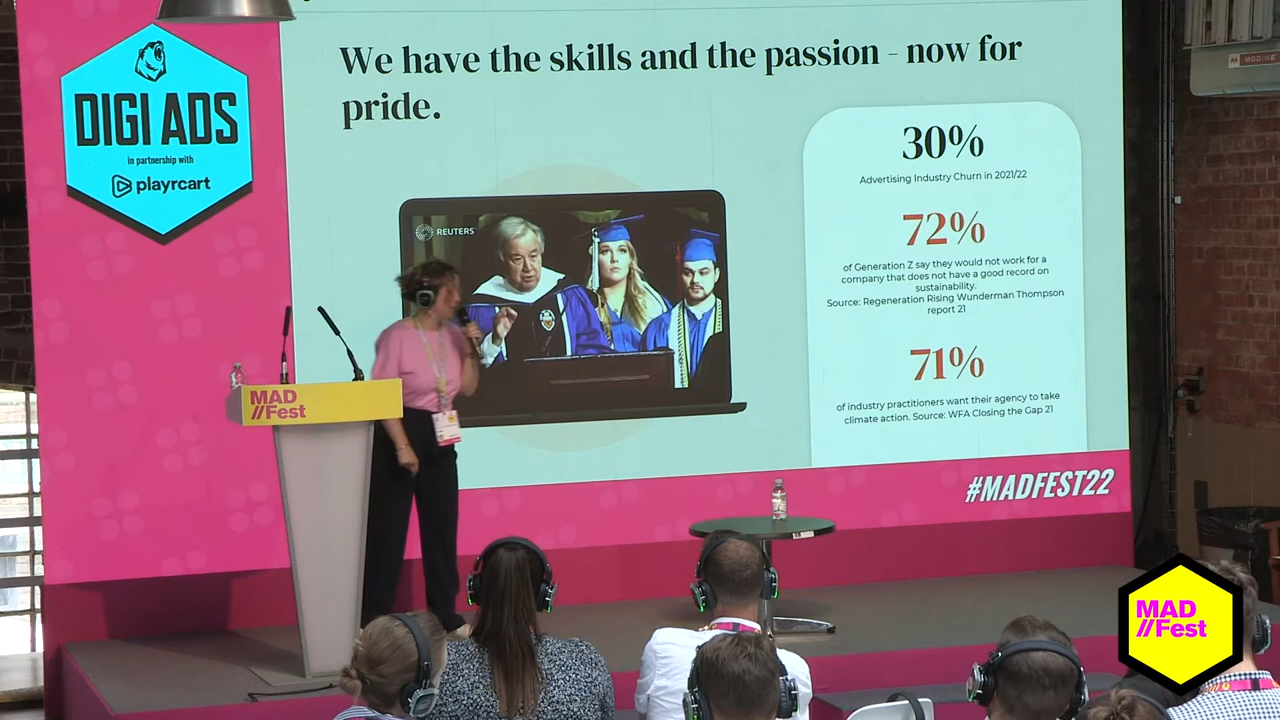 DIGI ADS
in partnership with
playrcart
We have the skills and the passion - now for
pride.
30%
Advertising Industry Churn in 2021/22
72%
of Generation Z say they would not work for a
company that does not have a good record on
sustainability.
Source: Regeneration Rising Wunderman Thompson
report 21
71%
of industry practitioners want their agency to take
climate action. Source: WFA Closing the Gap 21
REUTERS
MAD
//Fest
#MADFEST22
MAD
//Fest